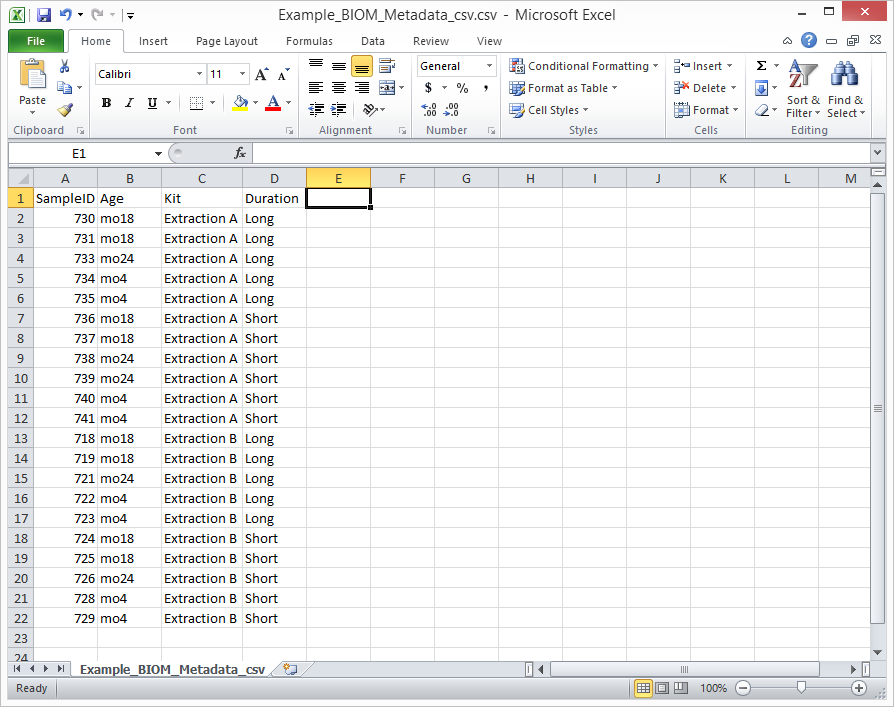 Example_BIOM_Metadata_csv.csv - Microsoft Excel
File Home Insert Page Layout Formulas Data Review View
Calibri 11 General Conditional Formatting Insert Σ
Paste B I U A A A $ % , Format as Table Delete Sort & Filter Find & Select
Cell Styles Format
Clipboard Font Alignment Number Styles Cells Editing
E1 fx
A B C D E F G H I J K L M
1 SampleID Age Kit Duration
2 730 mo18 Extraction A Long
3 731 mo18 Extraction A Long
4 733 mo24 Extraction A Long
5 734 mo4 Extraction A Long
6 735 mo4 Extraction A Long
7 736 mo18 Extraction A Short
8 737 mo18 Extraction A Short
9 738 mo24 Extraction A Short
10 739 mo24 Extraction A Short
11 740 mo4 Extraction A Short
12 741 mo4 Extraction A Short
13 718 mo18 Extraction B Long
14 719 mo18 Extraction B Long
15 721 mo24 Extraction B Long
16 722 mo4 Extraction B Long
17 723 mo4 Extraction B Long
18 724 mo18 Extraction B Short
19 725 mo18 Extraction B Short
20 726 mo24 Extraction B Short
21 728 mo4 Extraction B Short
22 729 mo4 Extraction B Short
23
24
Example_BIOM_Metadata_csv
Ready 100%